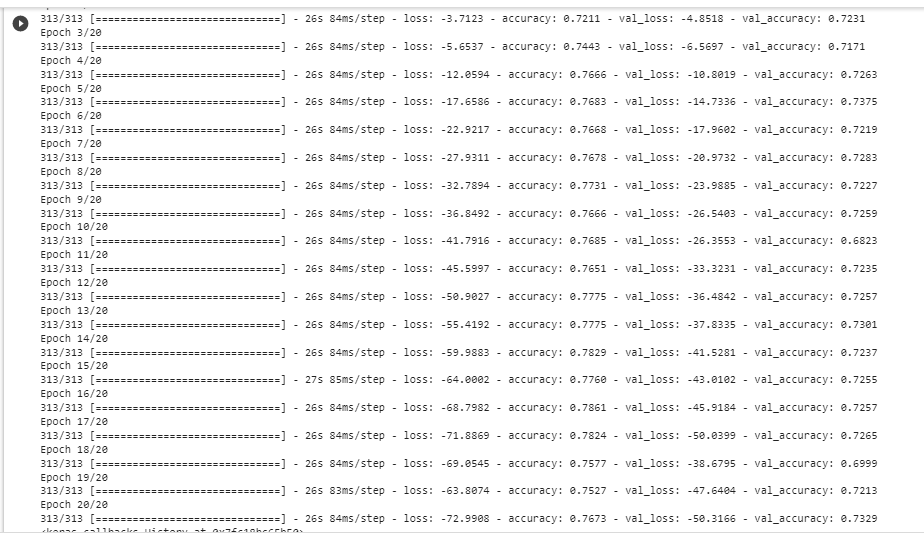 313/313 [==============================] - 26s 84ms/step - loss: -3.7123 - accuracy: 0.7211 - val_loss: -4.8518 - val_accuracy: 0.7231
Epoch 3/20
313/313 [==============================] - 26s 84ms/step - loss: -5.6537 - accuracy: 0.7443 - val_loss: -6.5697 - val_accuracy: 0.7171
Epoch 4/20
313/313 [==============================] - 26s 84ms/step - loss: -12.0594 - accuracy: 0.7666 - val_loss: -10.8019 - val_accuracy: 0.7263
Epoch 5/20
313/313 [==============================] - 26s 84ms/step - loss: -17.6586 - accuracy: 0.7683 - val_loss: -14.7336 - val_accuracy: 0.7375
Epoch 6/20
313/313 [==============================] - 26s 84ms/step - loss: -22.9217 - accuracy: 0.7668 - val_loss: -17.9602 - val_accuracy: 0.7219
Epoch 7/20
313/313 [==============================] - 26s 84ms/step - loss: -27.9311 - accuracy: 0.7678 - val_loss: -20.9732 - val_accuracy: 0.7283
Epoch 8/20
313/313 [==============================] - 26s 84ms/step - loss: -32.7894 - accuracy: 0.7731 - val_loss: -23.9885 - val_accuracy: 0.7227
Epoch 9/20
313/313 [==============================] - 26s 84ms/step - loss: -36.8492 - accuracy: 0.7666 - val_loss: -26.5403 - val_accuracy: 0.7259
Epoch 10/20
313/313 [==============================] - 26s 84ms/step - loss: -41.7916 - accuracy: 0.7685 - val_loss: -26.3553 - val_accuracy: 0.6823
Epoch 11/20
313/313 [==============================] - 26s 84ms/step - loss: -45.5997 - accuracy: 0.7651 - val_loss: -33.3231 - val_accuracy: 0.7235
Epoch 12/20
313/313 [==============================] - 26s 84ms/step - loss: -50.9027 - accuracy: 0.7775 - val_loss: -36.4842 - val_accuracy: 0.7257
Epoch 13/20
313/313 [==============================] - 26s 84ms/step - loss: -55.4192 - accuracy: 0.7775 - val_loss: -37.8335 - val_accuracy: 0.7301
Epoch 14/20
313/313 [==============================] - 26s 84ms/step - loss: -59.9883 - accuracy: 0.7829 - val_loss: -41.5281 - val_accuracy: 0.7237
Epoch 15/20
313/313 [==============================] - 27s 85ms/step - loss: -64.0002 - accuracy: 0.7760 - val_loss: -43.0102 - val_accuracy: 0.7255
Epoch 16/20
313/313 [==============================] - 26s 84ms/step - loss: -68.7982 - accuracy: 0.7861 - val_loss: -45.9184 - val_accuracy: 0.7257
Epoch 17/20
313/313 [==============================] - 26s 84ms/step - loss: -71.8869 - accuracy: 0.7824 - val_loss: -50.0399 - val_accuracy: 0.7265
Epoch 18/20
313/313 [==============================] - 26s 84ms/step - loss: -69.0545 - accuracy: 0.7577 - val_loss: -38.6795 - val_accuracy: 0.6999
Epoch 19/20
313/313 [==============================] - 26s 83ms/step - loss: -63.8074 - accuracy: 0.7527 - val_loss: -47.6404 - val_accuracy: 0.7213
Epoch 20/20
313/313 [==============================] - 26s 84ms/step - loss: -72.9908 - accuracy: 0.7673 - val_loss: -50.3166 - val_accuracy: 0.7329